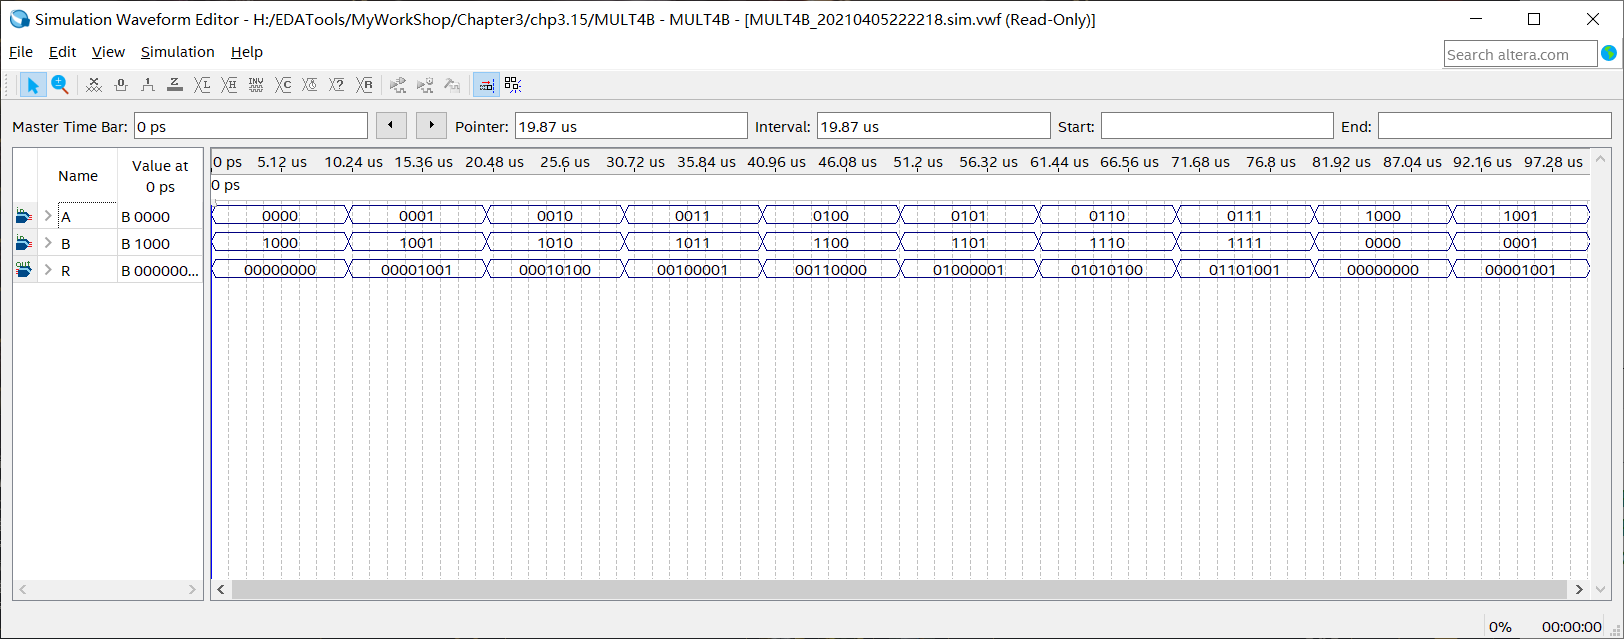 Simulation Waveform Editor - H:/EDATools/MyWorkShop/Chapter3/chp3.15/MULT4B - MULT4B - [MULT4B_20210405222218.sim.vwf (Read-Only)]
File Edit View Simulation Help
Search altera.com
Master Time Bar: 0 ps Pointer: 19.87 us Interval: 19.87 us Start: End:
Name Value at 0 ps
0 ps 5.12 us 10.24 us 15.36 us 20.48 us 25.6 us 30.72 us 35.84 us 40.96 us 46.08 us 51.2 us 56.32 us 61.44 us 66.56 us 71.68 us 76.8 us 81.92 us 87.04 us 92.16 us 97.28 us
0 ps
A B 0000 0000 0001 0010 0011 0100 0101 0110 0111 1000 1001
B B 1000 1000 1001 1010 1011 1100 1101 1110 1111 0000 0001
R B 000000... 00000000 00001001 00010100 00100001 00110000 01000001 01010100 01101001 00000000 00001001
0% 00:00:00